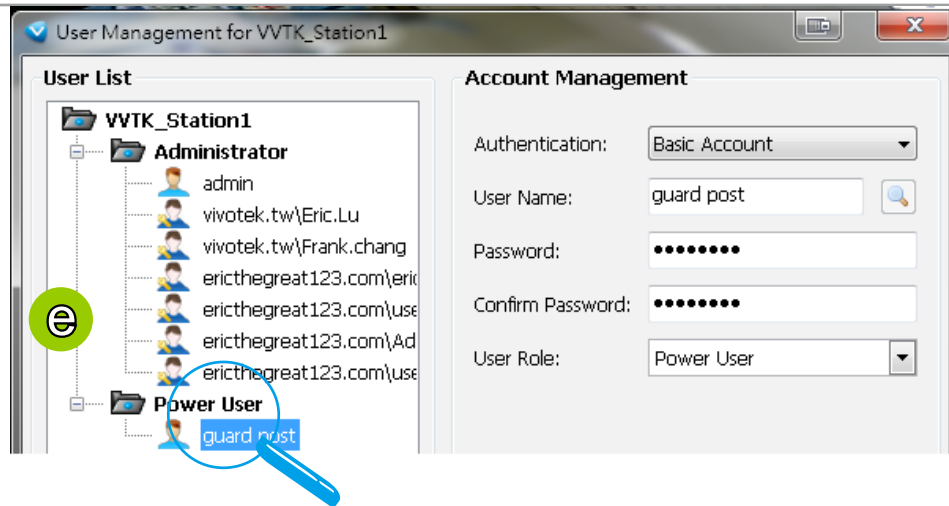 User Management for VVTK_Station1
User List
VVTK_Station1
Administrator
admin
vivotek.tw\Eric.Lu
vivotek.tw\Frank.chang
ericthegreat123.com\eri
ericthegreat123.com\use
ericthegreat123.com\Ad
ericthegreat123.com\use
Power User
guard post
e
Account Management
Authentication: Basic Account
User Name: guard post
Password: ●●●●●●●●
Confirm Password: ●●●●●●●●
User Role: Power User